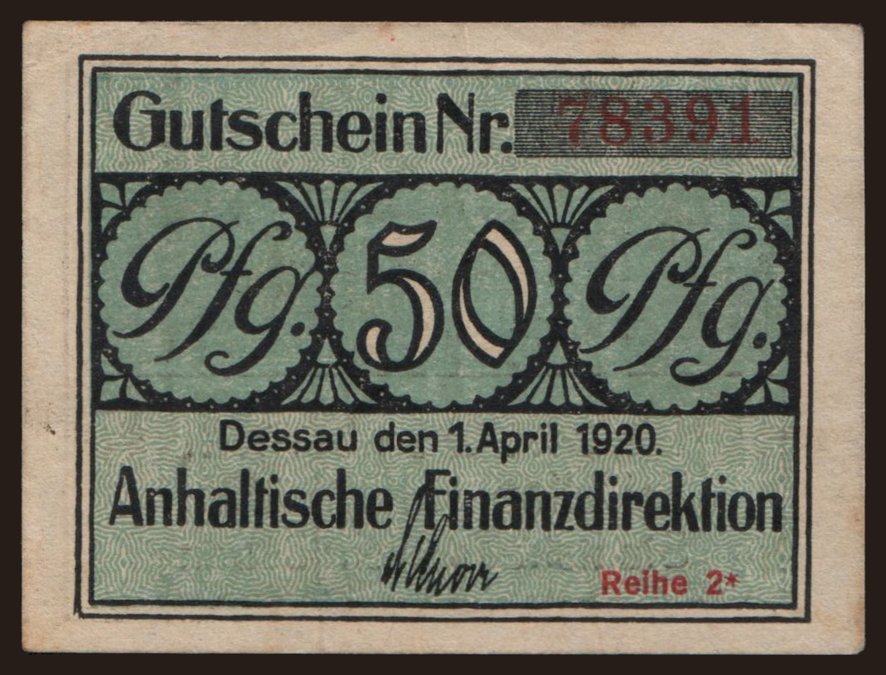 Gutschein Nr. 78391
Pfg. 50 Pfg.
Dessau den 1. April 1920.
Anhaltische Finanzdirektion
Reihe 2*